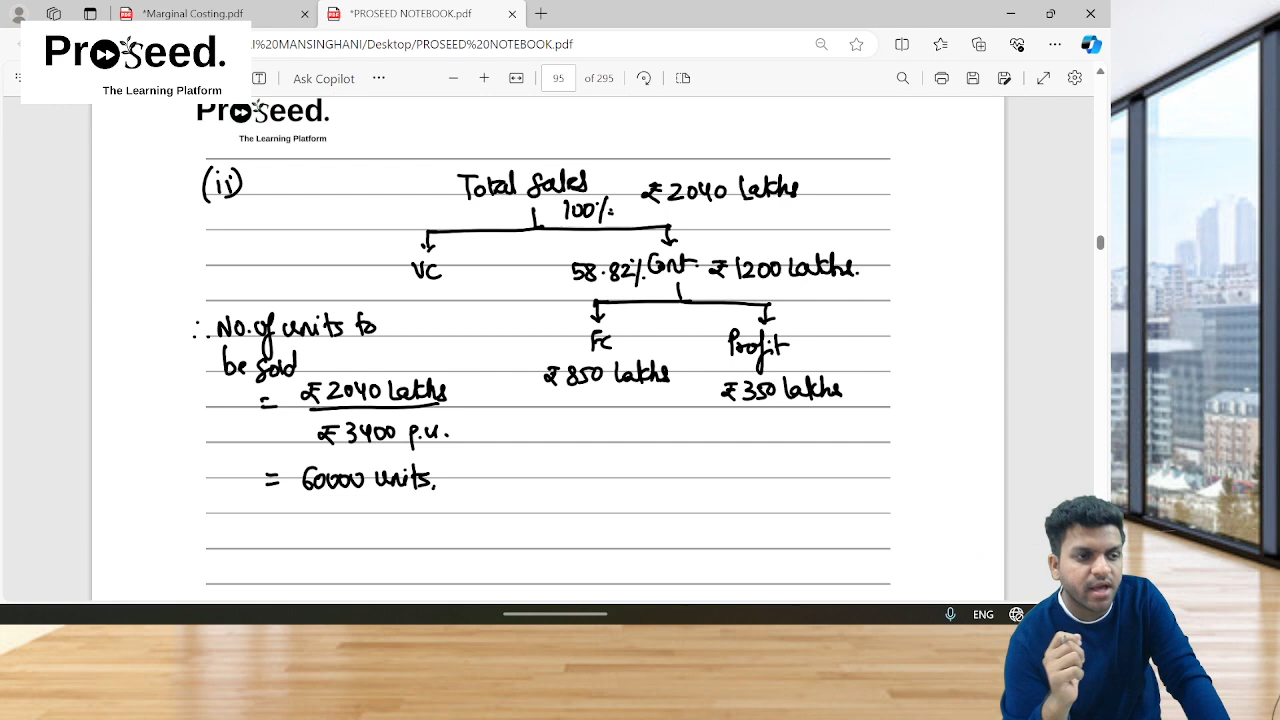 *Marginal Costing.pdf
*PROSEED NOTEBOOK.pdf
I%20MANSINGHANI/Desktop/PROSEED%20NOTEBOOK.pdf
Proseed.
The Learning Platform
Ask Copilot
95 of 295
Proseed.
The Learning Platform
(ii)
Total Sales ₹2040 lakhs
100%
VC
58.82% Cont. ₹1200 lakhs.
∴ No. of units to
be sold
FC
Profit
₹850 lakhs
₹350 lakhs
= ₹2040 lakhs
₹3400 p.u.
= 60000 units.
ENG